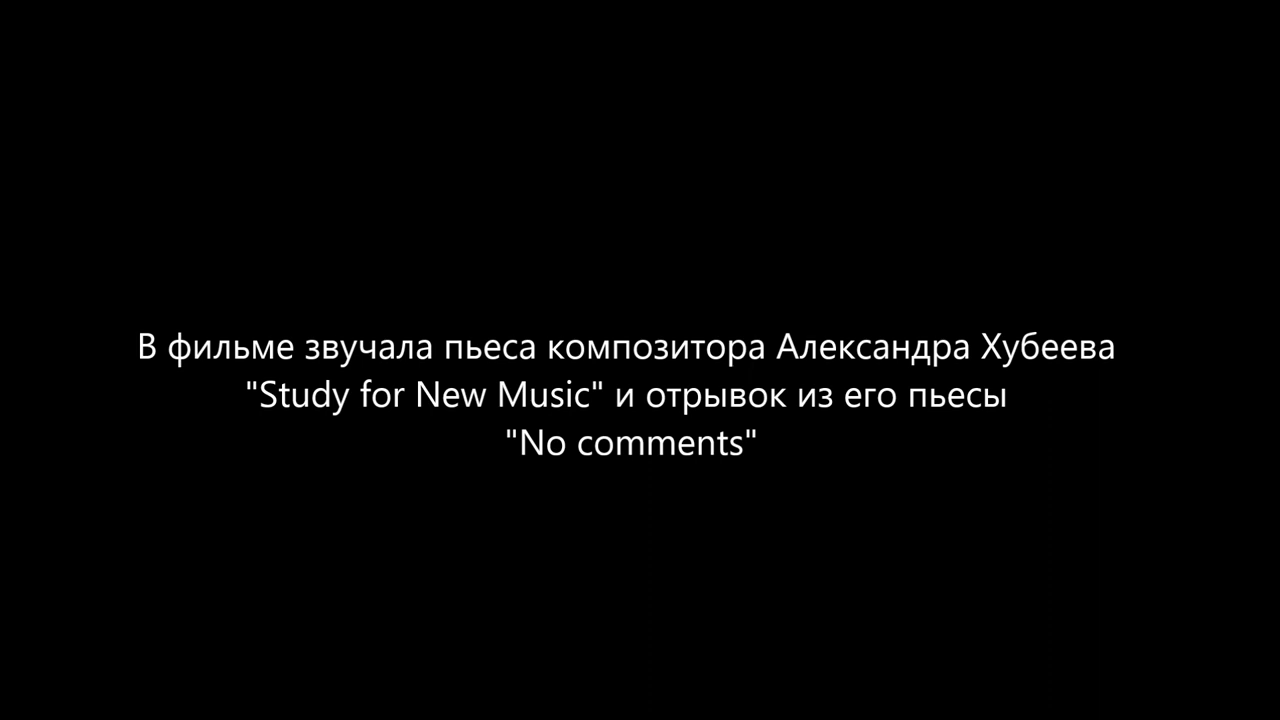 В фильме звучала пьеса композитора Александра Хубеева
"Study for New Music" и отрывок из его пьесы
"No comments"